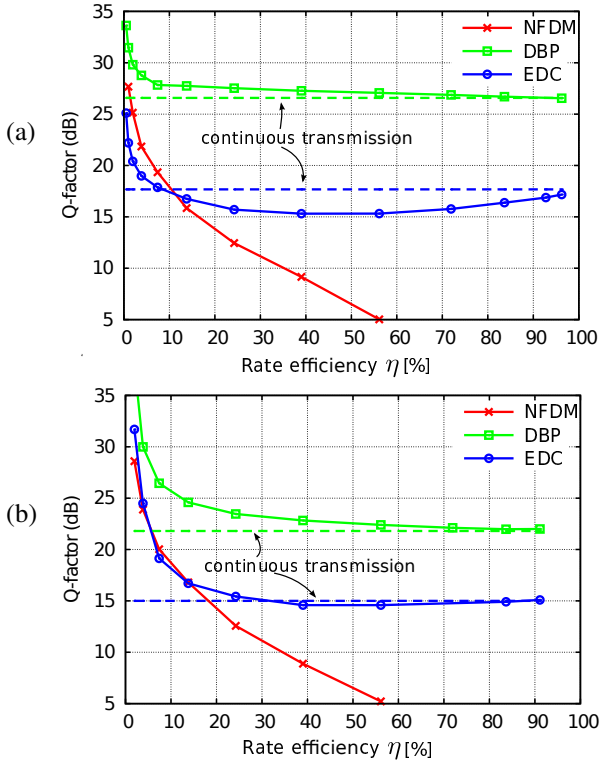 (a)
Q-factor (dB)
35
30
25
20
15
10
5
NFDM
DBP
EDC
continuous transmission
0 10 20 30 40 50 60 70 80 90 100
Rate efficiency η [%]
(b)
Q-factor (dB)
35
30
25
20
15
10
5
NFDM
DBP
EDC
continuous transmission
0 10 20 30 40 50 60 70 80 90 100
Rate efficiency η [%]